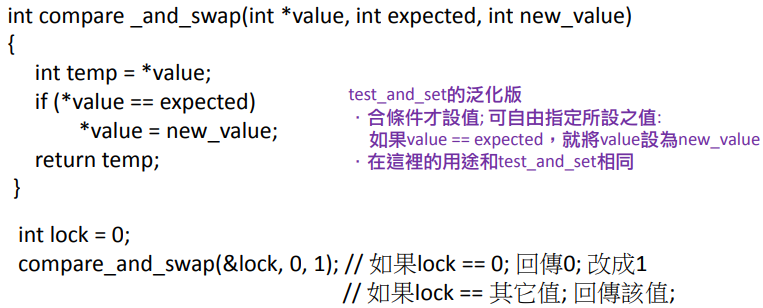 int compare _and_swap(int *value, int expected, int new_value)
{
int temp = *value;
if (*value == expected)
*value = new_value;
return temp;
}
test_and_set的泛化版
·合條件才設值; 可自由指定所設之值:
如果value == expected，就將value設為new_value
·在這裡的用途和test_and_set相同
int lock = 0;
compare_and_swap(&lock, 0, 1); // 如果lock == 0; 回傳0; 改成1
// 如果lock == 其它值; 回傳該值;